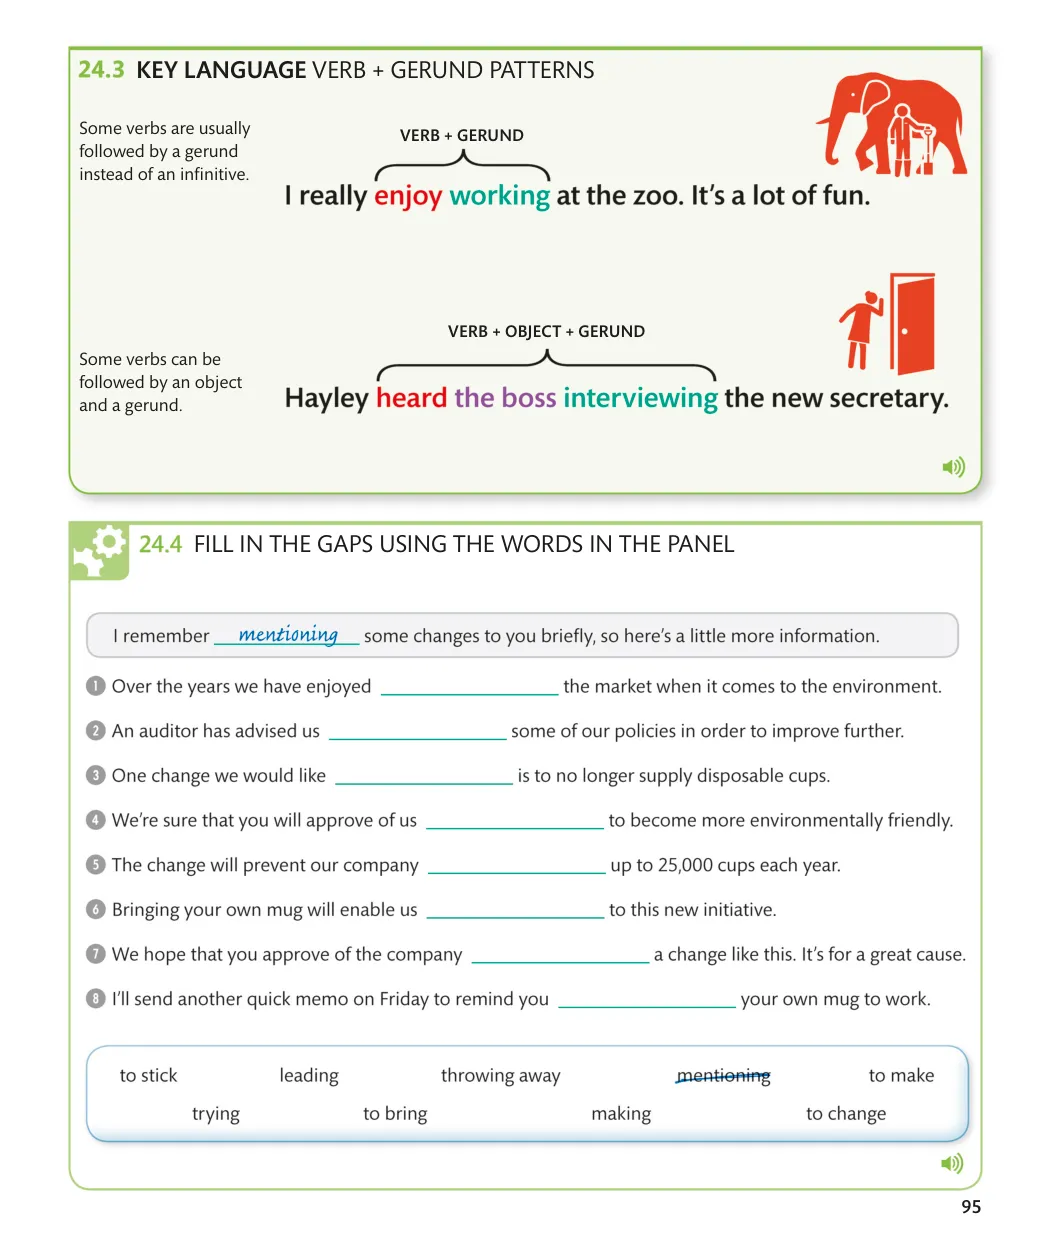 24.3 KEY LANGUAGE VERB + GERUND PATTERNS
Some verbs are usually
followed by a gerund
instead of an infinitive.
VERB + GERUND
I really enjoy working at the zoo. It's a lot of fun.
Some verbs can be
followed by an object
and a gerund.
VERB + OBJECT + GERUND
Hayley heard the boss interviewing the new secretary.
24.4 FILL IN THE GAPS USING THE WORDS IN THE PANEL
I remember mentioning some changes to you briefly, so here's a little more information.
1 Over the years we have enjoyed ____ the market when it comes to the environment.
2 An auditor has advised us ____ some of our policies in order to improve further.
3 One change we would like ____ is to no longer supply disposable cups.
4 We're sure that you will approve of us ____ to become more environmentally friendly.
5 The change will prevent our company ____ up to 25,000 cups each year.
6 Bringing your own mug will enable us ____ to this new initiative.
7 We hope that you approve of the company ____ a change like this. It's for a great cause.
8 I'll send another quick memo on Friday to remind you ____ your own mug to work.
to stick leading throwing away mentioning to make
trying to bring making to change
95